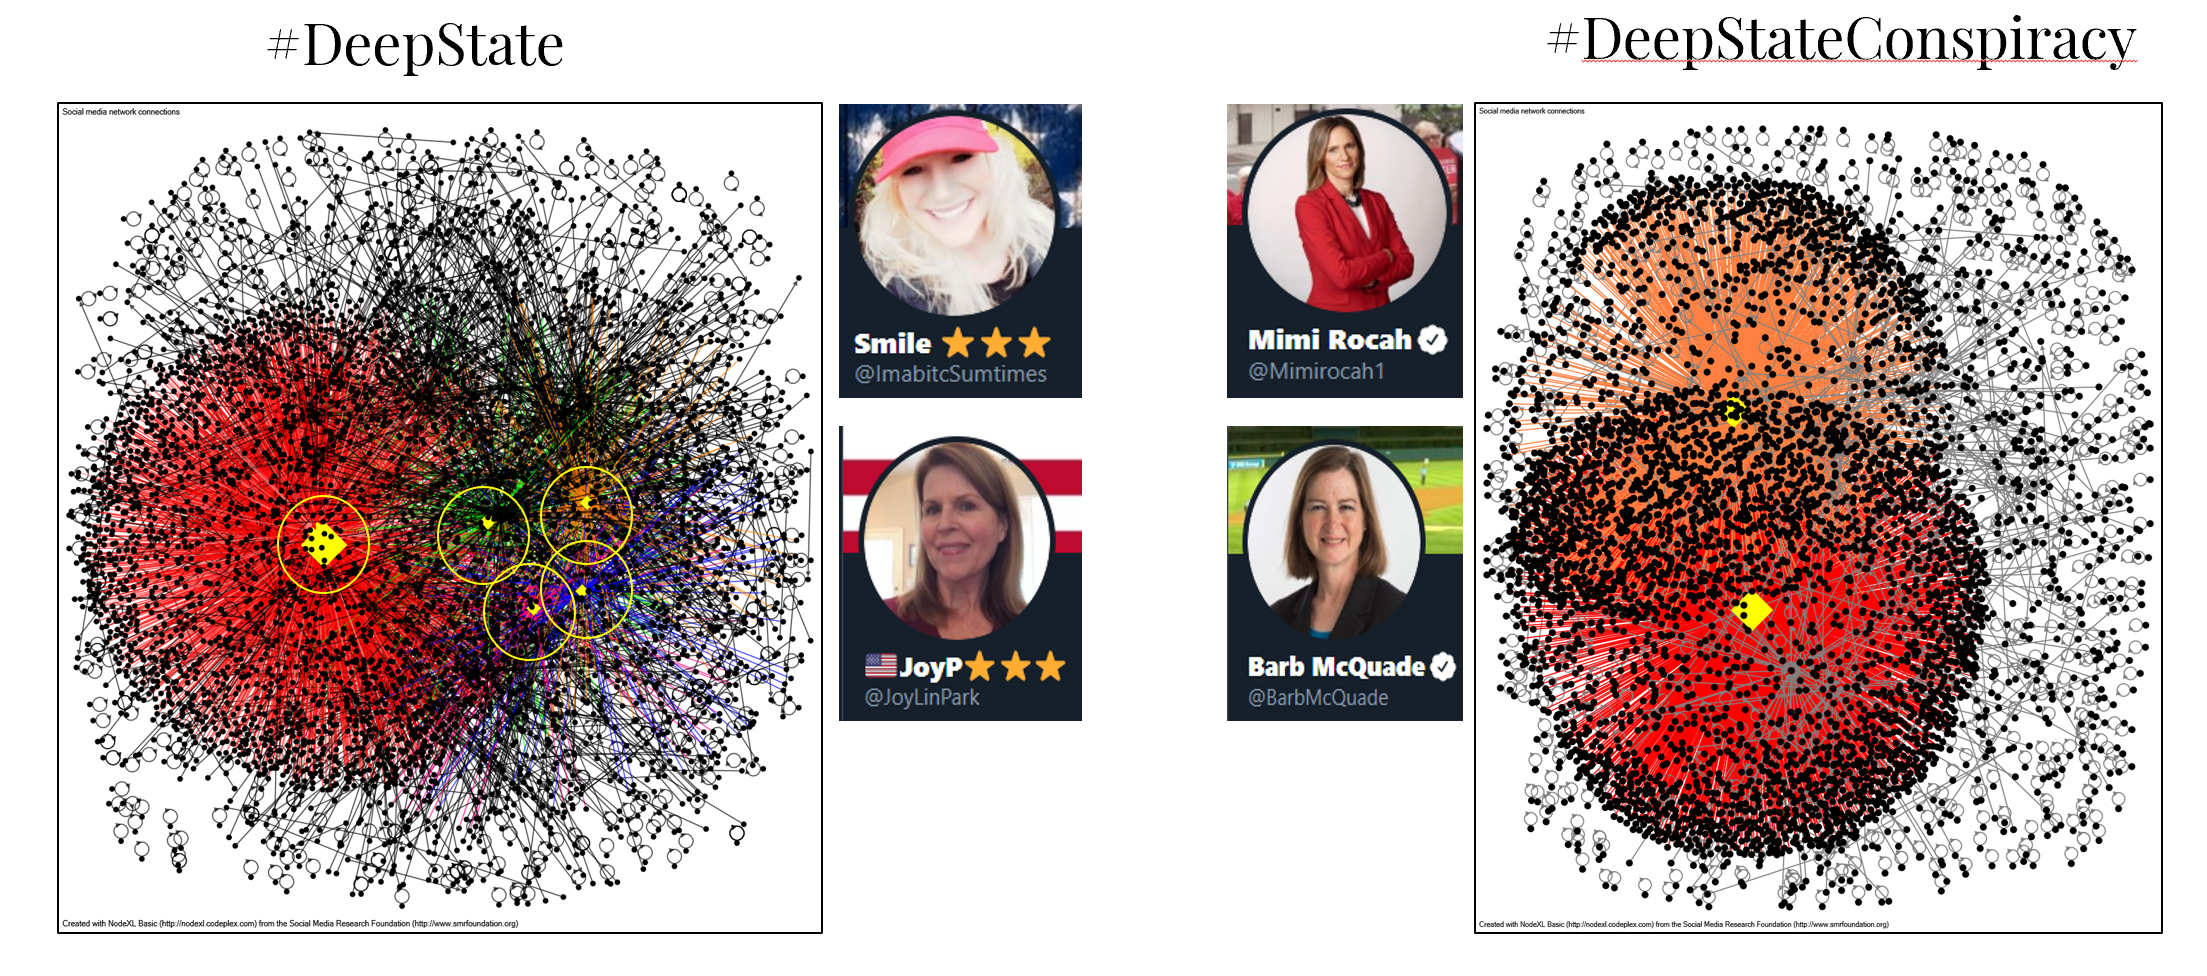 #DeepState
#DeepStateConspiracy
Social media network connections
Created with NodeXL Basic (http://nodexl.codeplex.com) from the Social Media Research Foundation (http://www.smrfoundation.org)
Smile ⭐⭐⭐
@ImabitcSumtimes
🇺🇸JoyP⭐⭐⭐
@JoyLinPark
Mimi Rocah
@Mimirocah1
Barb McQuade
@BarbMcQuade
Social media network connections
Created with NodeXL Basic (http://nodexl.codeplex.com) from the Social Media Research Foundation (http://www.smrfoundation.org)